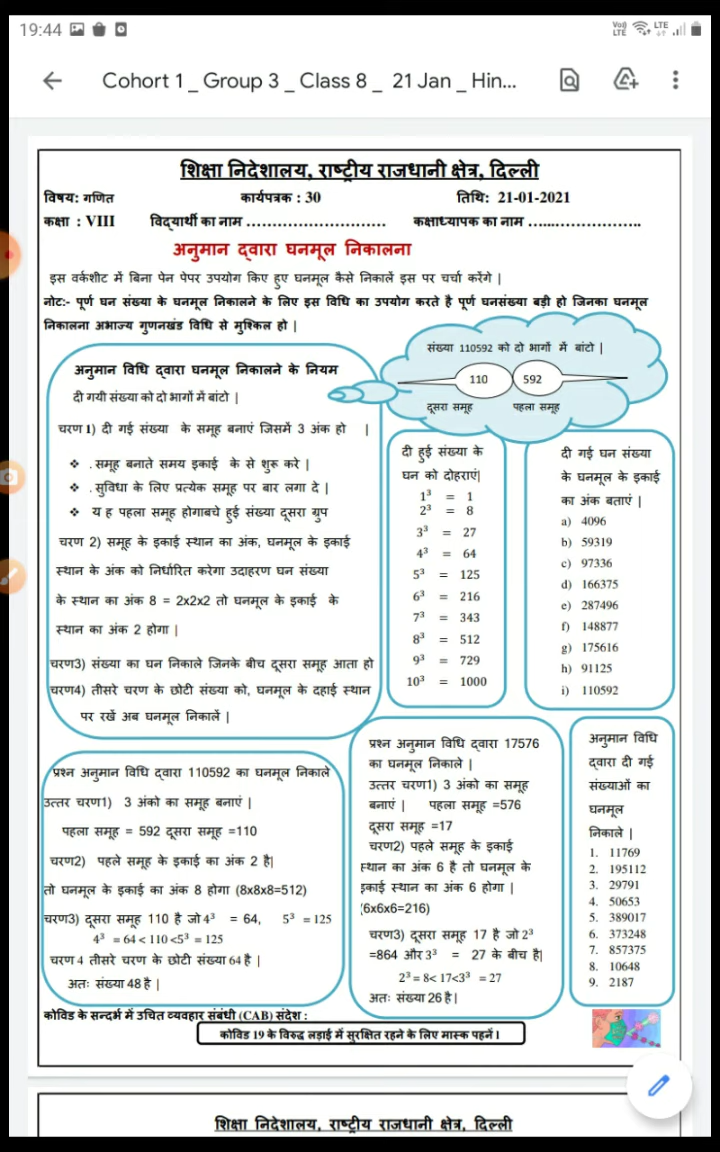 19:44
Vo)) LTE LTE
Cohort 1 _ Group 3 _ Class 8 _ 21 Jan _ Hin...
शिक्षा निदेशालय, राष्ट्रीय राजधानी क्षेत्र, दिल्ली
विषय: गणित कार्यपत्रक : 30 तिथि: 21-01-2021
कक्षा : VIII विद्यार्थी का नाम ............................ कक्षाध्यापक का नाम ........................
अनुमान द्वारा घनमूल निकालना
इस वर्कशीट में बिना पेन पेपर उपयोग किए हुए घनमूल कैसे निकालें इस पर चर्चा करेंगे |
नोट:- पूर्ण घन संख्या के घनमूल निकालने के लिए इस विधि का उपयोग करते है पूर्ण घनसंख्या बड़ी हो जिनका घनमूल
निकालना अभाज्य गुणनखंड विधि से मुश्किल हो |
संख्या 110592 को दो भागों में बांटो |
110 592
दूसरा समूह पहला समूह
अनुमान विधि द्वारा घनमूल निकालने के नियम
दी गयी संख्या को दो भागों में बांटो |
चरण 1) दी गई संख्या के समूह बनाएं जिसमें 3 अंक हो |
❖ . समूह बनाते समय इकाई के से शुरू करे |
❖ . सुविधा के लिए प्रत्येक समूह पर बार लगा दे |
❖ य ह पहला समूह होगाबचे हुई संख्या दूसरा ग्रुप
चरण 2) समूह के इकाई स्थान का अंक, घनमूल के इकाई
स्थान के अंक को निर्धारित करेगा उदाहरण घन संख्या
के स्थान का अंक 8 = 2x2x2 तो घनमूल के इकाई के
स्थान का अंक 2 होगा |
चरण3) संख्या का घन निकाले जिनके बीच दूसरा समूह आता हो
चरण4) तीसरे चरण के छोटी संख्या को, घनमूल के दहाई स्थान
पर रखें अब घनमूल निकालें |
दी हुई संख्या के
घन को दोहराएं|
1³ = 1
2³ = 8
3³ = 27
4³ = 64
5³ = 125
6³ = 216
7³ = 343
8³ = 512
9³ = 729
10³ = 1000
दी गई घन संख्या
के घनमूल के इकाई
का अंक बताएं |
a) 4096
b) 59319
c) 97336
d) 166375
e) 287496
f) 148877
g) 175616
h) 91125
i) 110592
प्रश्न अनुमान विधि द्वारा 110592 का घनमूल निकाले
उत्तर चरण1) 3 अंको का समूह बनाएं |
पहला समूह = 592 दूसरा समूह =110
चरण2) पहले समूह के इकाई का अंक 2 है|
तो घनमूल के इकाई का अंक 8 होगा (8x8x8=512)
चरण3) दूसरा समूह 110 है जो 4³ = 64, 5³ = 125
4³ = 64 < 110 <5³ = 125
चरण 4 तीसरे चरण के छोटी संख्या 64 है |
अतः संख्या 48 है |
प्रश्न अनुमान विधि द्वारा 17576
का घनमूल निकाले |
उत्तर चरण1) 3 अंको का समूह
बनाएं | पहला समूह =576
दूसरा समूह =17
चरण2) पहले समूह के इकाई
स्थान का अंक 6 है तो घनमूल के
इकाई स्थान का अंक 6 होगा |
(6x6x6=216)
चरण3) दूसरा समूह 17 है जो 2³
=864 और 3³ = 27 के बीच है|
2³ = 8< 17<3³ = 27
अतः संख्या 26 है |
अनुमान विधि
द्वारा दी गई
संख्याओं का
घनमूल
निकाले |
1. 11769
2. 195112
3. 29791
4. 50653
5. 389017
6. 373248
7. 857375
8. 10648
9. 2187
कोविड के सन्दर्भ में उचित व्यवहार संबंधी (CAB) संदेश :
कोविड 19 के विरुद्ध लड़ाई में सुरक्षित रहने के लिए मास्क पहनें ।
शिक्षा निदेशालय, राष्ट्रीय राजधानी क्षेत्र, दिल्ली